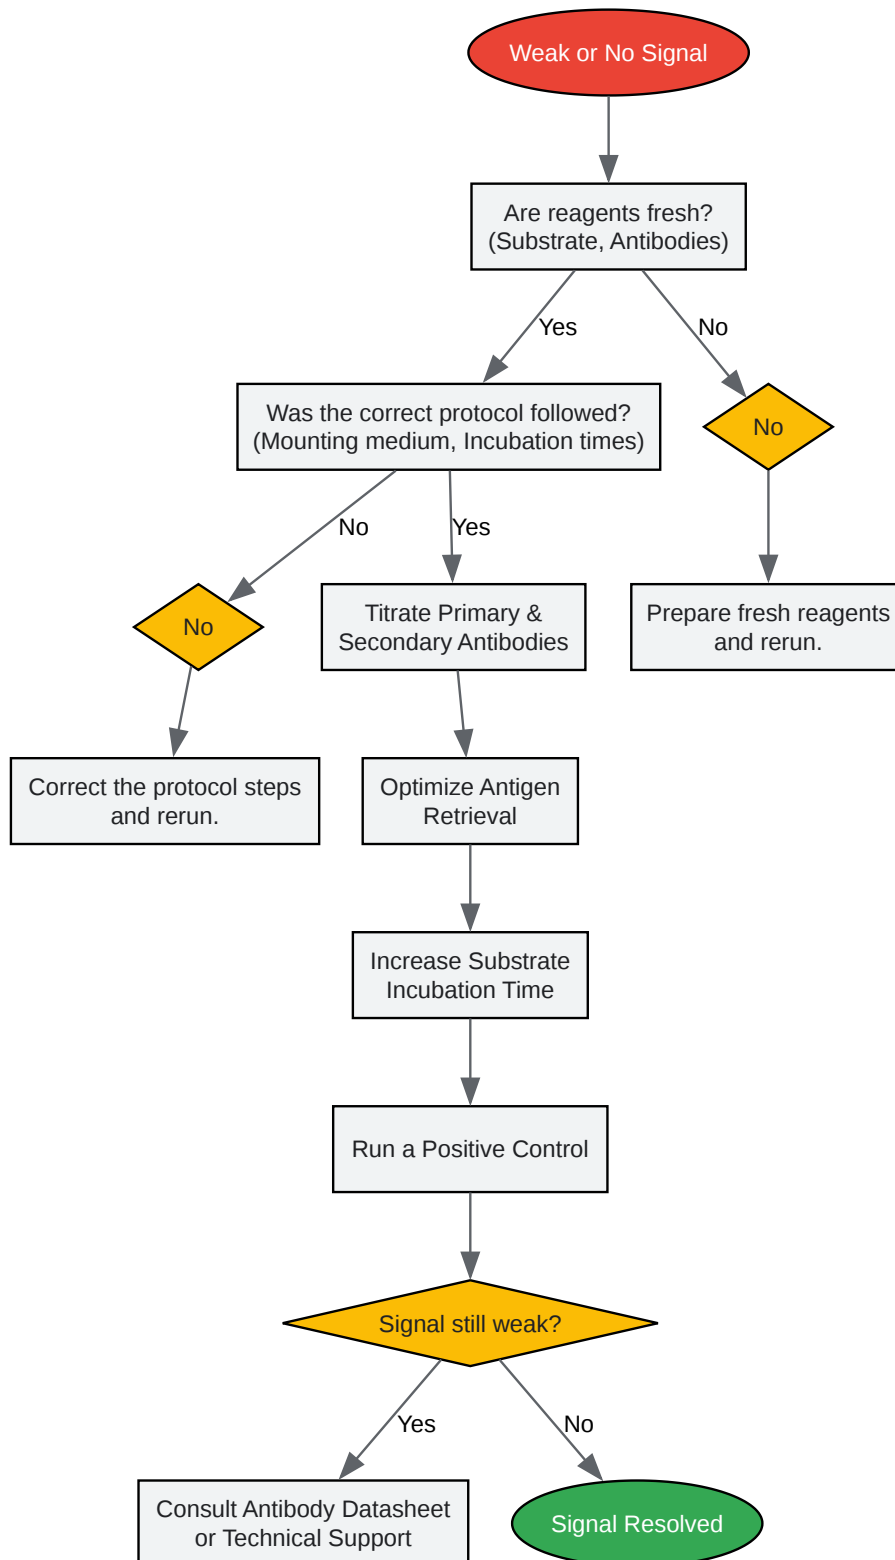 Weak or No Signal
Are reagents fresh?
(Substrate, Antibodies)
Yes
No
Was the correct protocol followed?
(Mounting medium, Incubation times)
No
No
Yes
No
Titrate Primary &
Secondary Antibodies
Prepare fresh reagents
and rerun.
Correct the protocol steps
and rerun.
Optimize Antigen
Retrieval
Increase Substrate
Incubation Time
Run a Positive Control
Signal still weak?
Yes
No
Consult Antibody Datasheet
or Technical Support
Signal Resolved